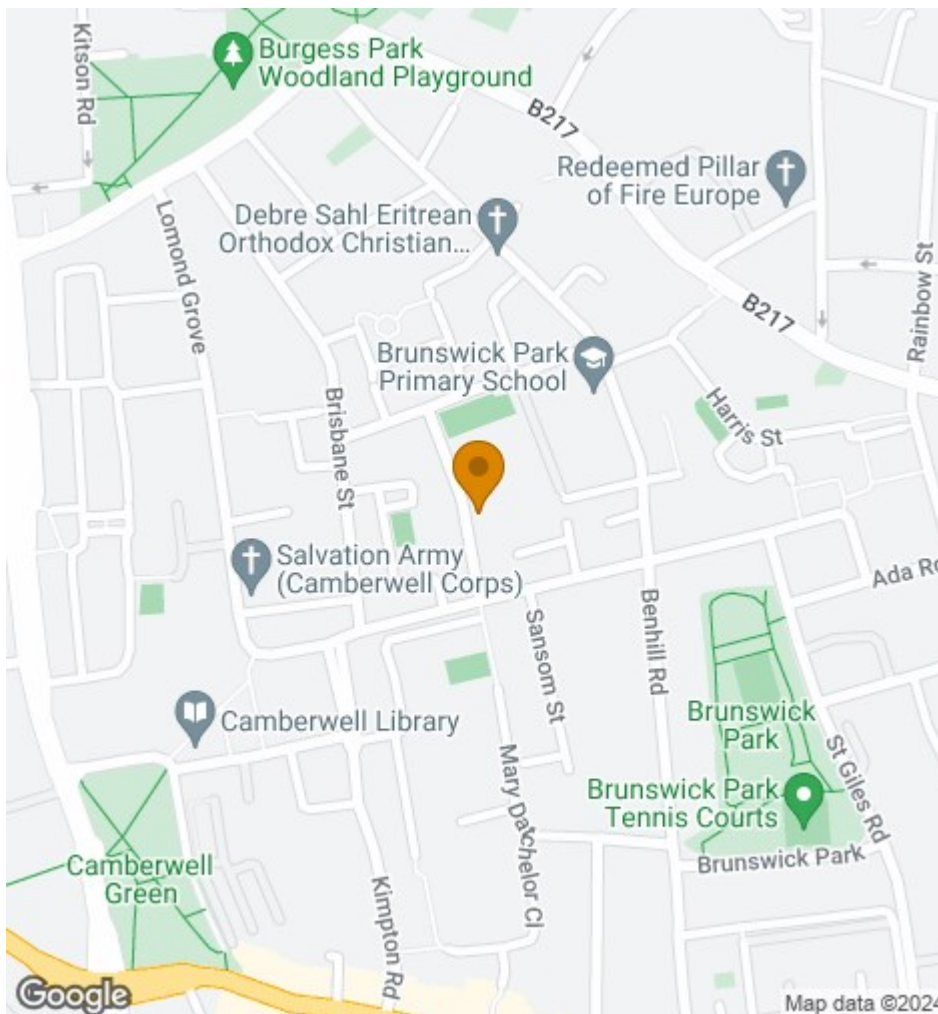 Kitson Rd
Burgess Park
Woodland Playground
B217
Redeemed Pillar
of Fire Europe
Debre Sahl Eritrean
Orthodox Christian...
Lomond Grove
Rainbow St
B217
Brunswick Park
Primary School
Harris St
Brisbane St
Salvation Army
(Camberwell Corps)
Ada Ro
Sansom St
Benhill Rd
Camberwell Library
Brunswick
Park
St Giles Rd
Mary Datchelor Cl
Brunswick Park
Tennis Courts
Brunswick Park
Camberwell
Green
Kimpton Rd
Google
Map data ©2024